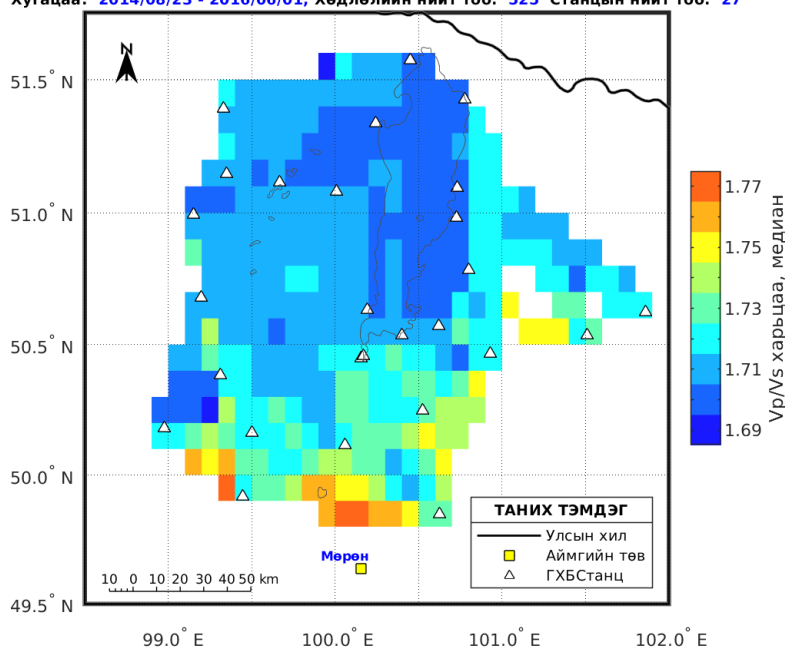 Хугацаа: 2014/08/25 - 2016/06/01, Хөдлөлийн нийт тоо: 525 Станцын нийт тоо: 27
N
51.5° N
51.0° N
50.5° N
50.0° N
49.5° N
99.0° E
100.0° E
101.0° E
102.0° E
1.77
1.75
1.73
1.71
1.69
Vp/Vs харьцаа, медиан
Мөрөн
10 0 10 20 30 40 50 km
ТАНИХ ТЭМДЭГ
Улсын хил
Аймгийн төв
ГХБСтанц